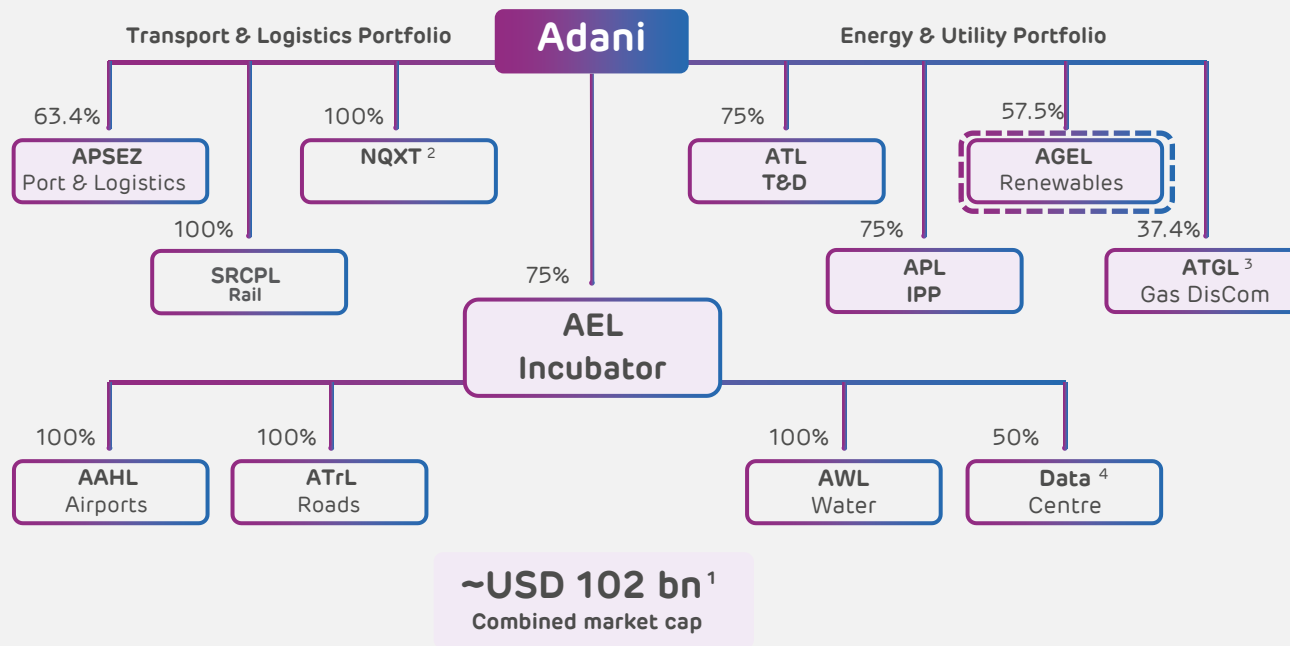 Adani
Transport & Logistics Portfolio
Energy & Utility Portfolio
63.4%
APSEZ
Port & Logistics
100%
SRCPL
Rail
100%
NQXT 2
75%
ATL
T&D
75%
APL
IPP
57.5%
AGEL
Renewables
37.4%
ATGL 3
Gas DisCom
75%
AEL
Incubator
100%
AAHL
Airports
100%
ATrL
Roads
100%
AWL
Water
50%
Data 4
Centre
~USD 102 bn1
Combined market cap